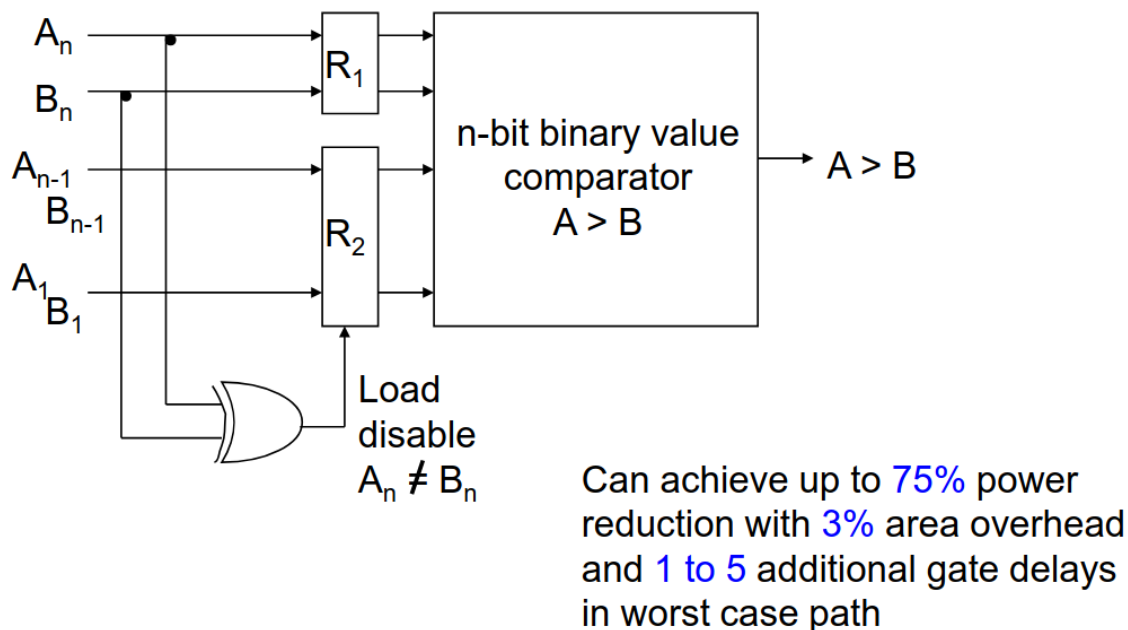 Aₙ
R₁
Bₙ
n-bit binary value
comparator
A > B
A > B
Aₙ₋₁
Bₙ₋₁
R₂
A₁
B₁
Load
disable
Aₙ ≠ Bₙ
Can achieve up to 75% power
reduction with 3% area overhead
and 1 to 5 additional gate delays
in worst case path